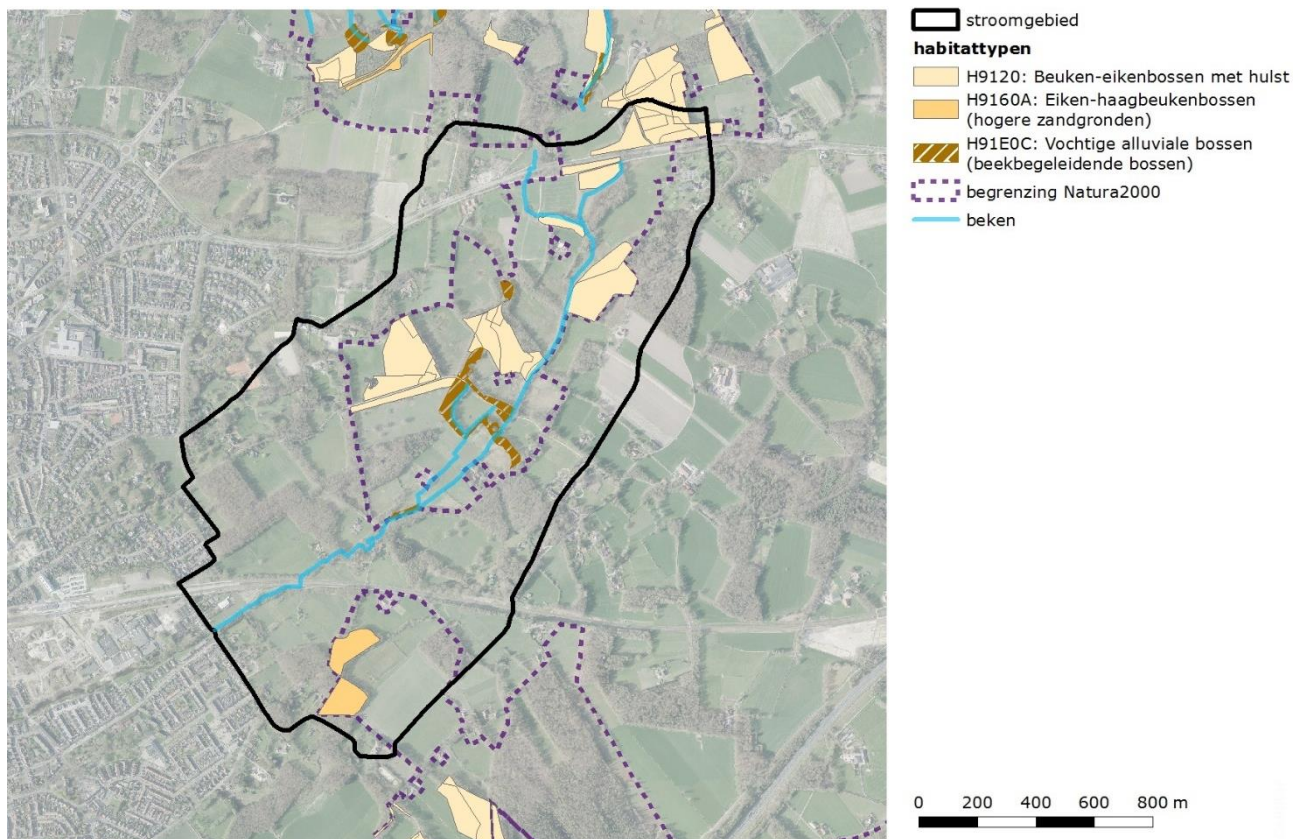 stroomgebied
habitattypen
H9120: Beuken-eikenbossen met hulst
H9160A: Eiken-haagbeukenbossen
(hogere zandgronden)
H91E0C: Vochtige alluviale bossen
(beekbegeleidende bossen)
begrenzing Natura2000
beken
0 200 400 600 800 m